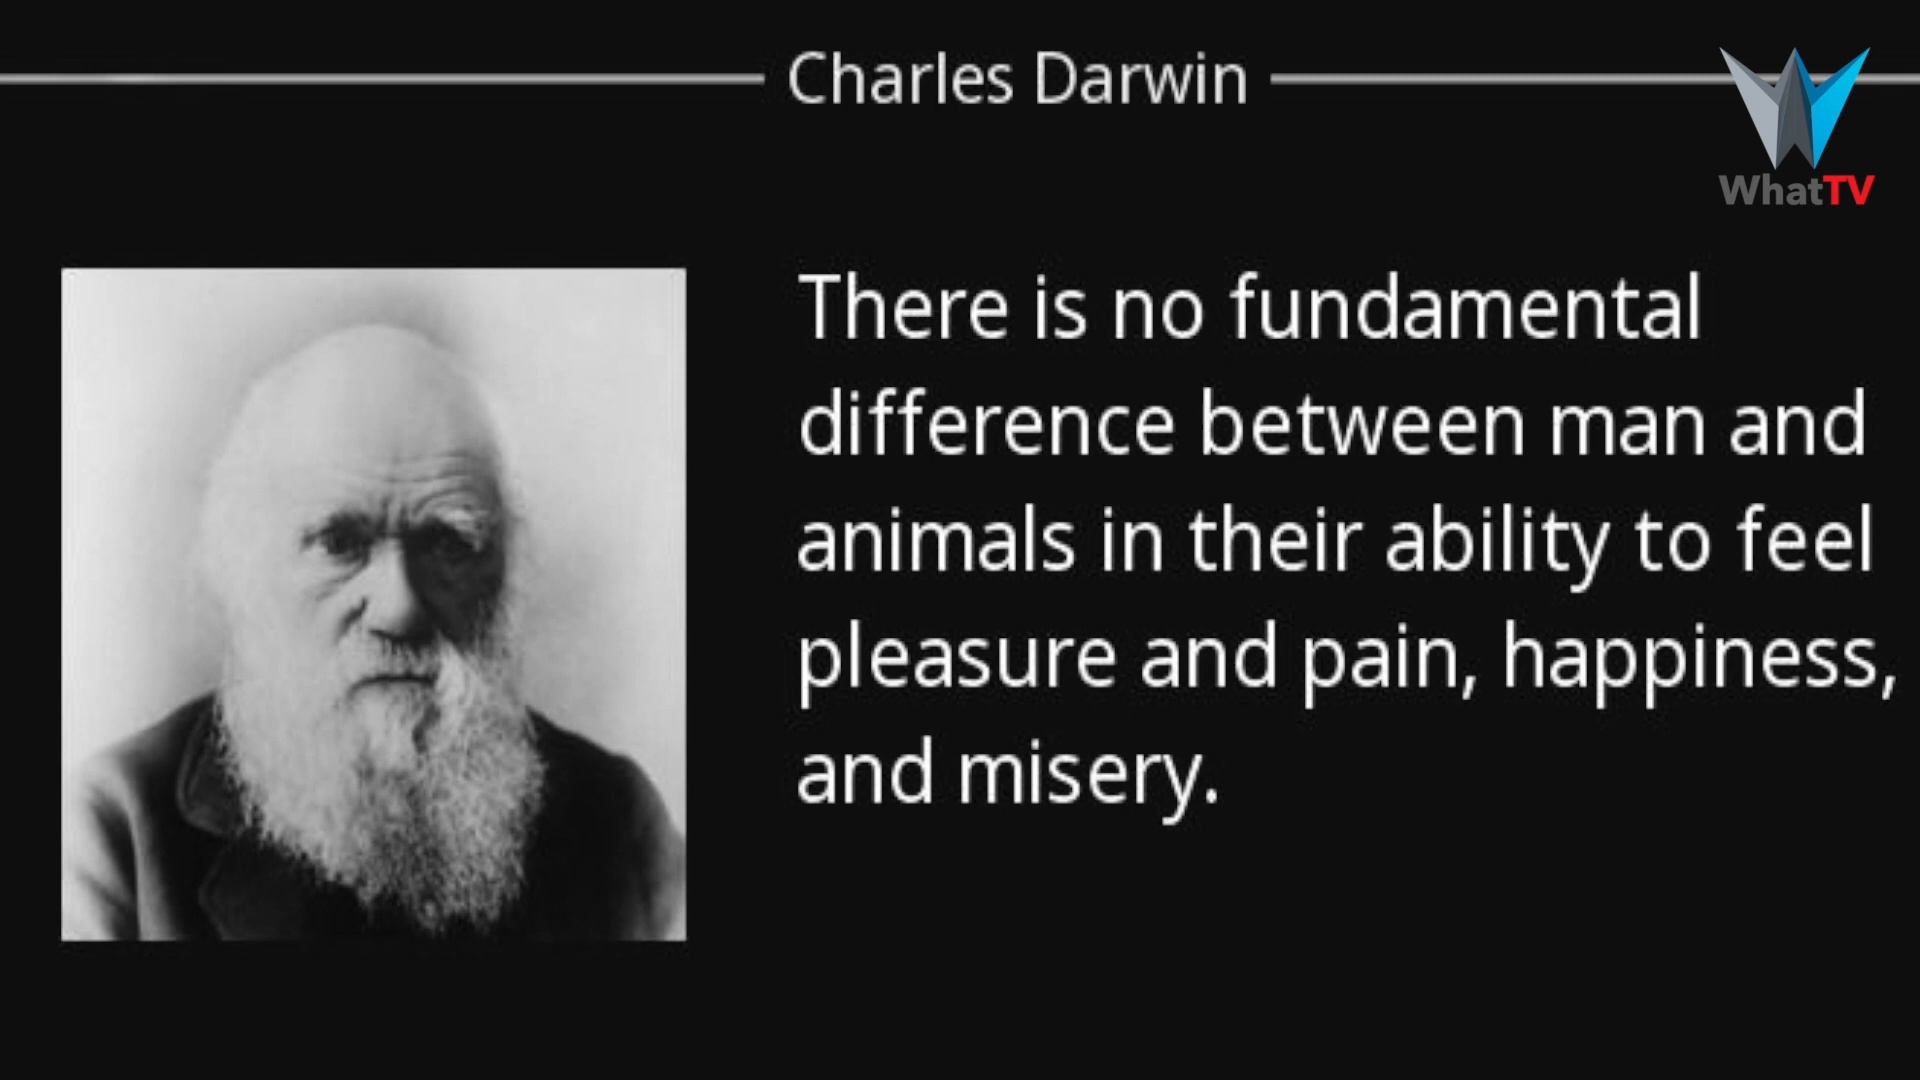 Charles Darwin
WhatTV
There is no fundamental
difference between man and
animals in their ability to feel
pleasure and pain, happiness,
and misery.